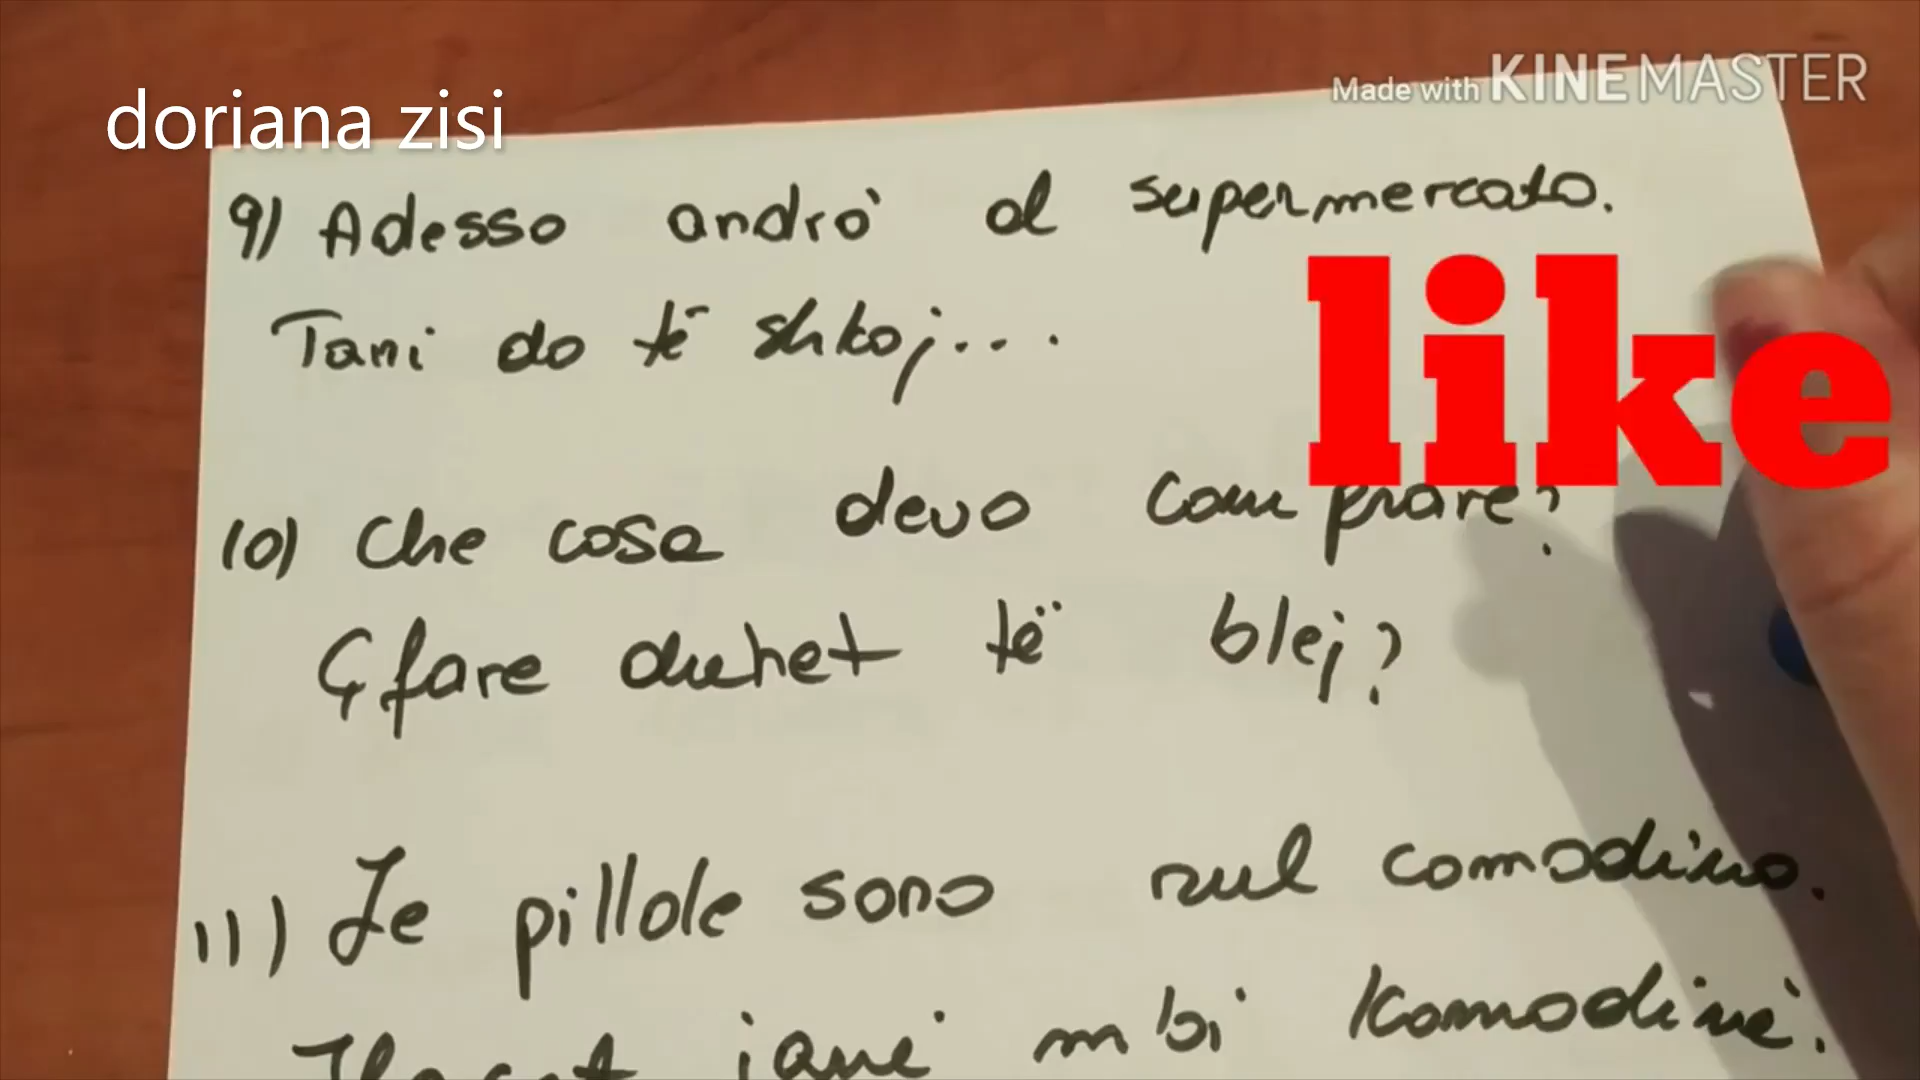 doriana zisi
Made with KINEMASTER
9) Adesso andrò al supermercato.
like
Tani do të shkoj...
10) Che cosa devo comprare?
Çfare duhet të blej?
11) Le pillole sono sul comodino.
janë mbi komodinë.